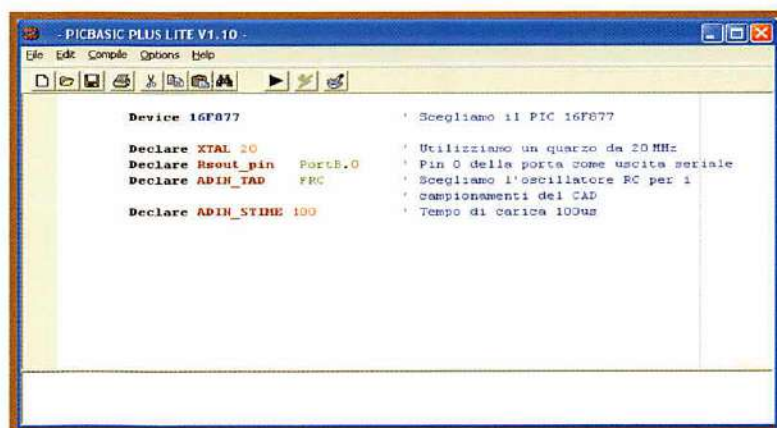 - PICBASIC PLUS LITE V1.10 -
File Edit Compile Options Help
Device 16F877 ' Scegliamo il PIC 16F877
Declare XTAL 20 ' Utilizziamo un quarzo da 20 MHz
Declare Rsout_pin PortB.0 ' Pin 0 della porta come uscita seriale
Declare ADIN_TAD FRC ' Scegliamo l'oscillatore RC per i
' campionamenti del CAD
Declare ADIN_STIME 100 ' Tempo di carica 100us